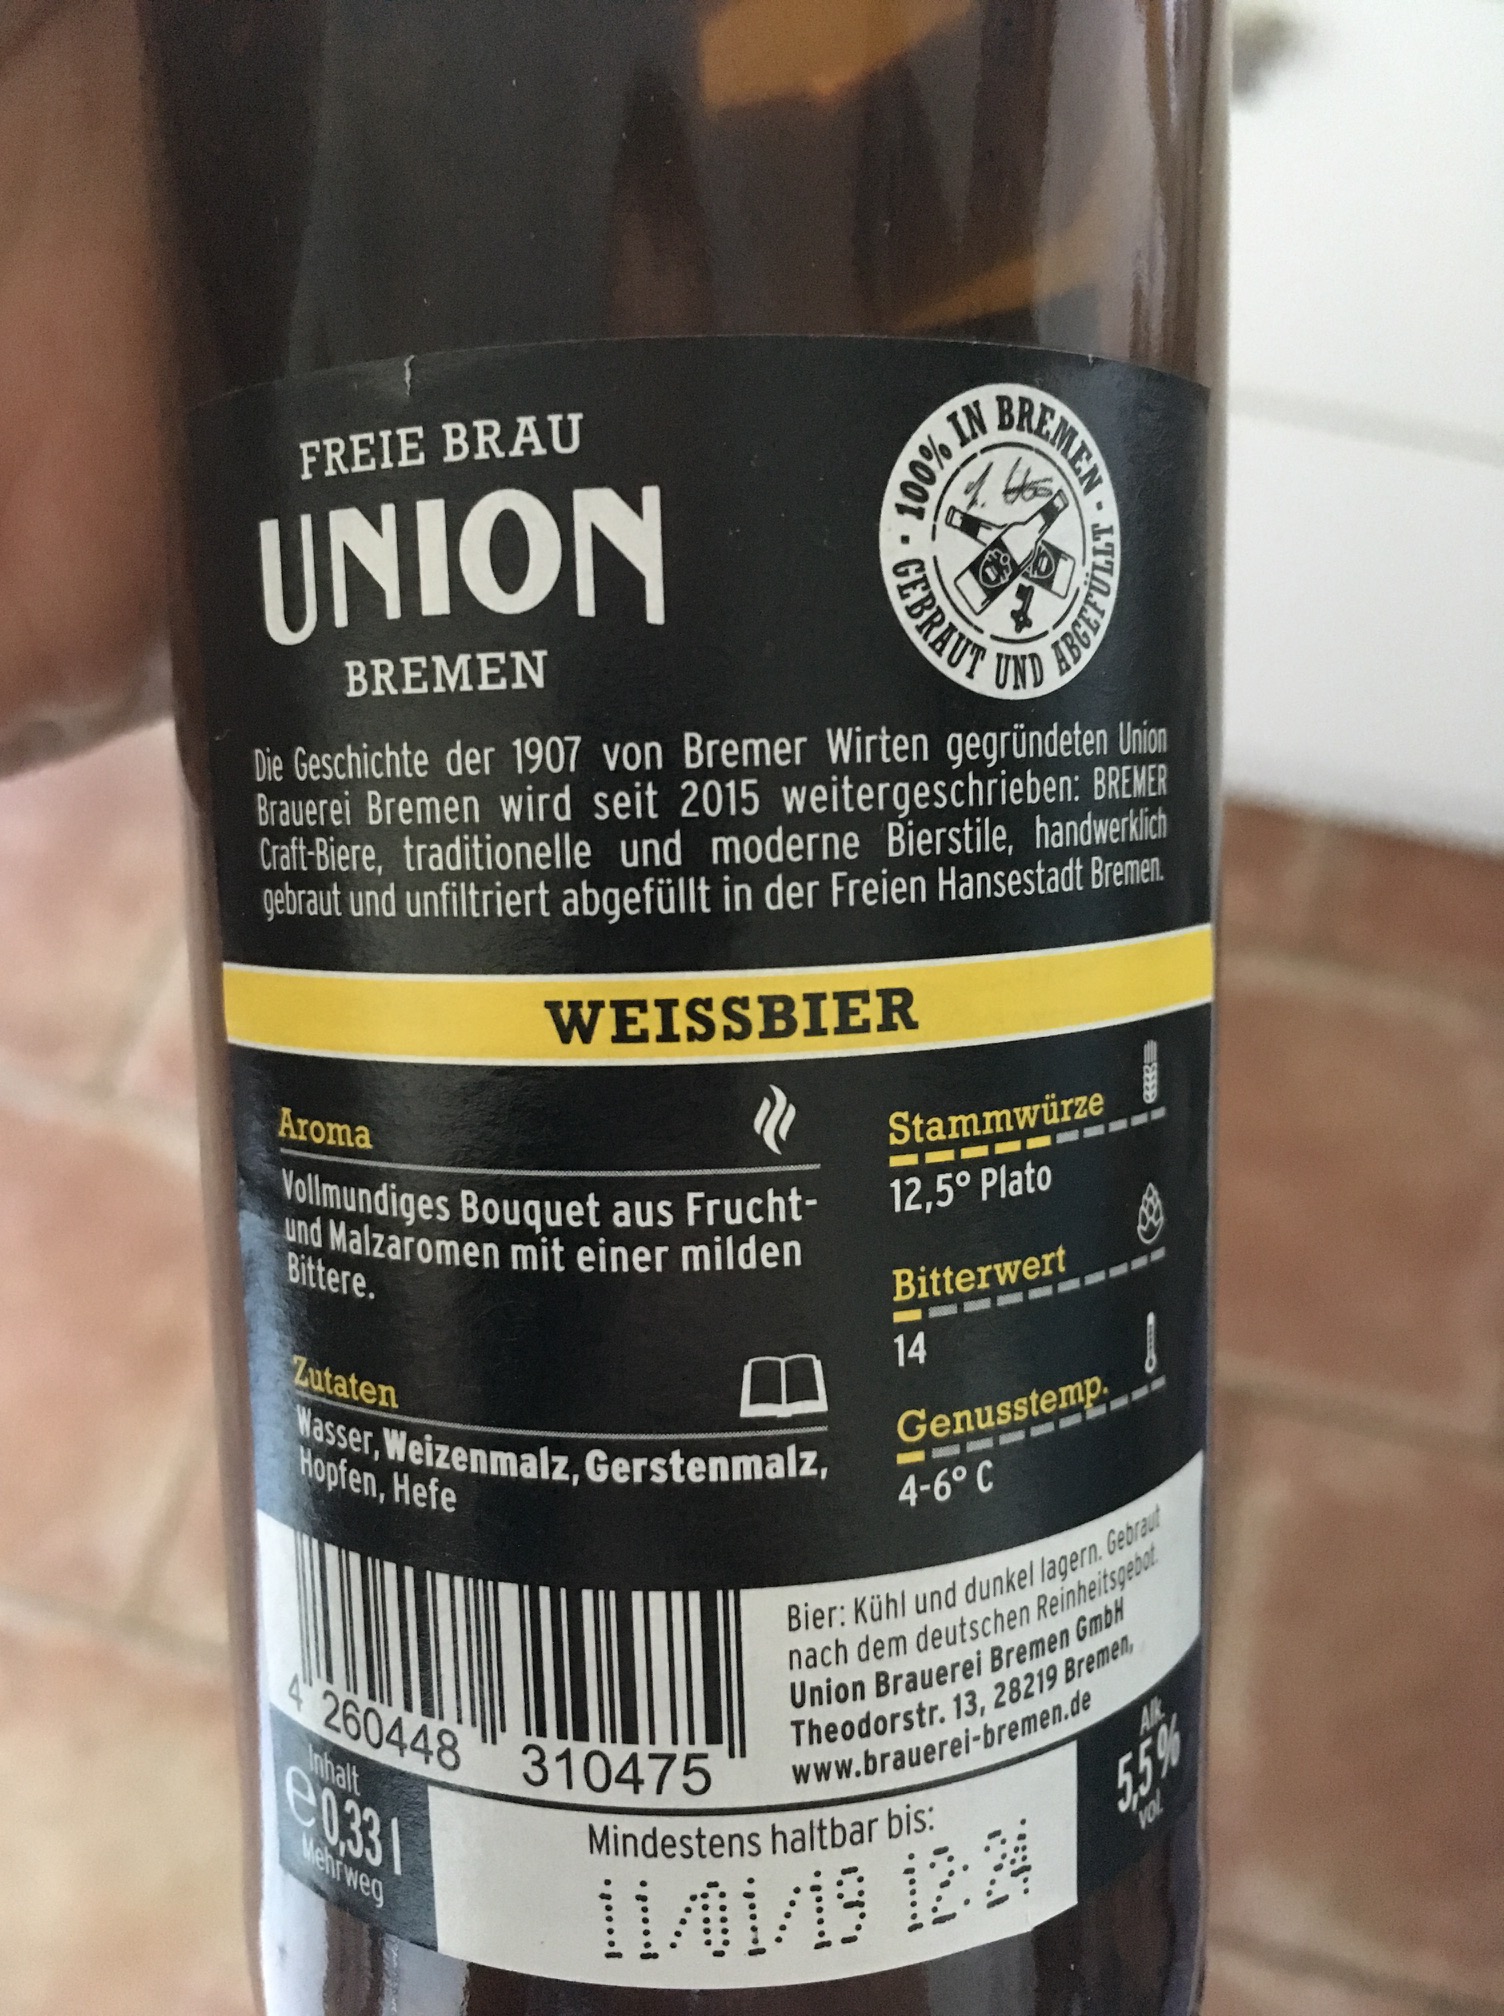 FREIE BRAU
UNION
BREMEN
100% IN BREMEN · GEBRAUT UND ABGEFÜLLT ·
Die Geschichte der 1907 von Bremer Wirten gegründeten Union
Brauerei Bremen wird seit 2015 weitergeschrieben: BREMER
Craft-Biere, traditionelle und moderne Bierstile, handwerklich
gebraut und unfiltriert abgefüllt in der Freien Hansestadt Bremen.
WEISSBIER
Aroma
Vollmundiges Bouquet aus Frucht-
und Malzaromen mit einer milden
Bittere.
Zutaten
Wasser, Weizenmalz, Gerstenmalz,
Hopfen, Hefe
Stammwürze
12,5° Plato
Bitterwert
14
Genusstemp.
4-6° C
4 260448 310475
Bier: Kühl und dunkel lagern. Gebraut
nach dem deutschen Reinheitsgebot.
Union Brauerei Bremen GmbH
Theodorstr. 13, 28219 Bremen,
www.brauerei-bremen.de
Inhalt
e 0,33 l
Mehrweg
Mindestens haltbar bis:
11/01/19 12:24
Alk.
5,5%
vol.